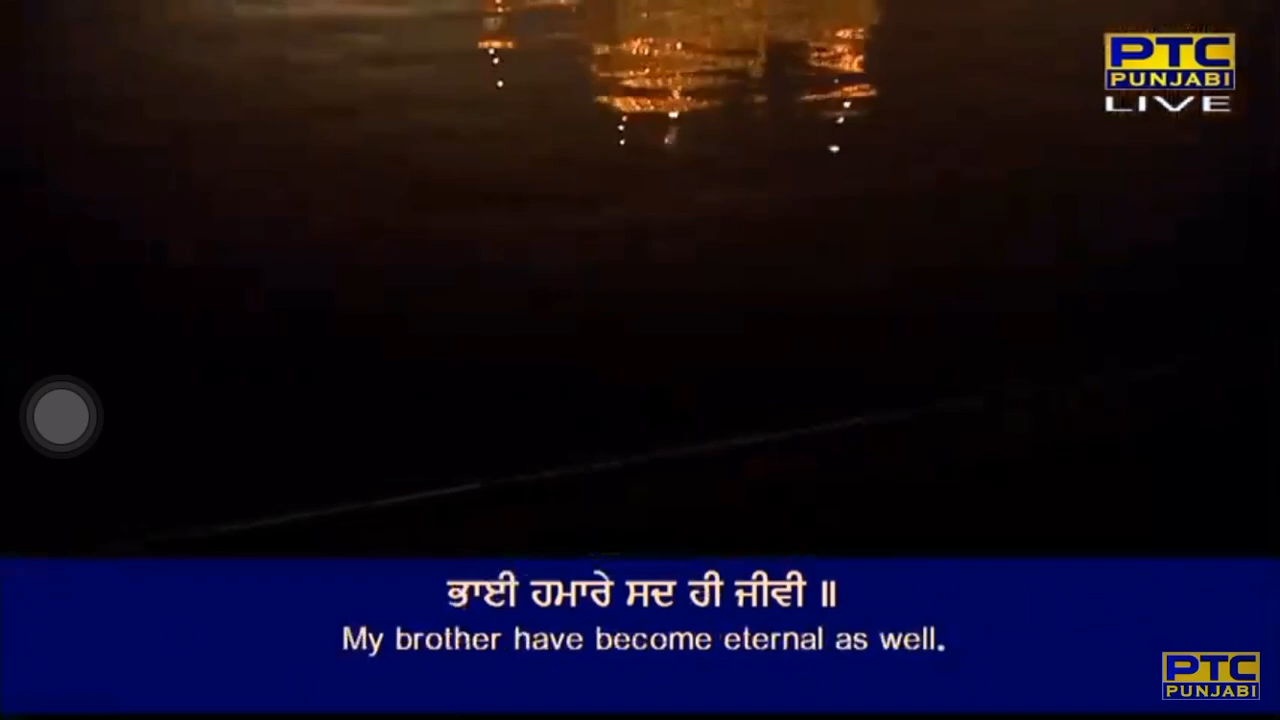 PTC
PUNJABI
LIVE
ਭਾਈ ਹਮਾਰੇ ਸਦ ਹੀ ਜੀਵੀ ॥
My brother have become eternal as well.
PTC
PUNJABI